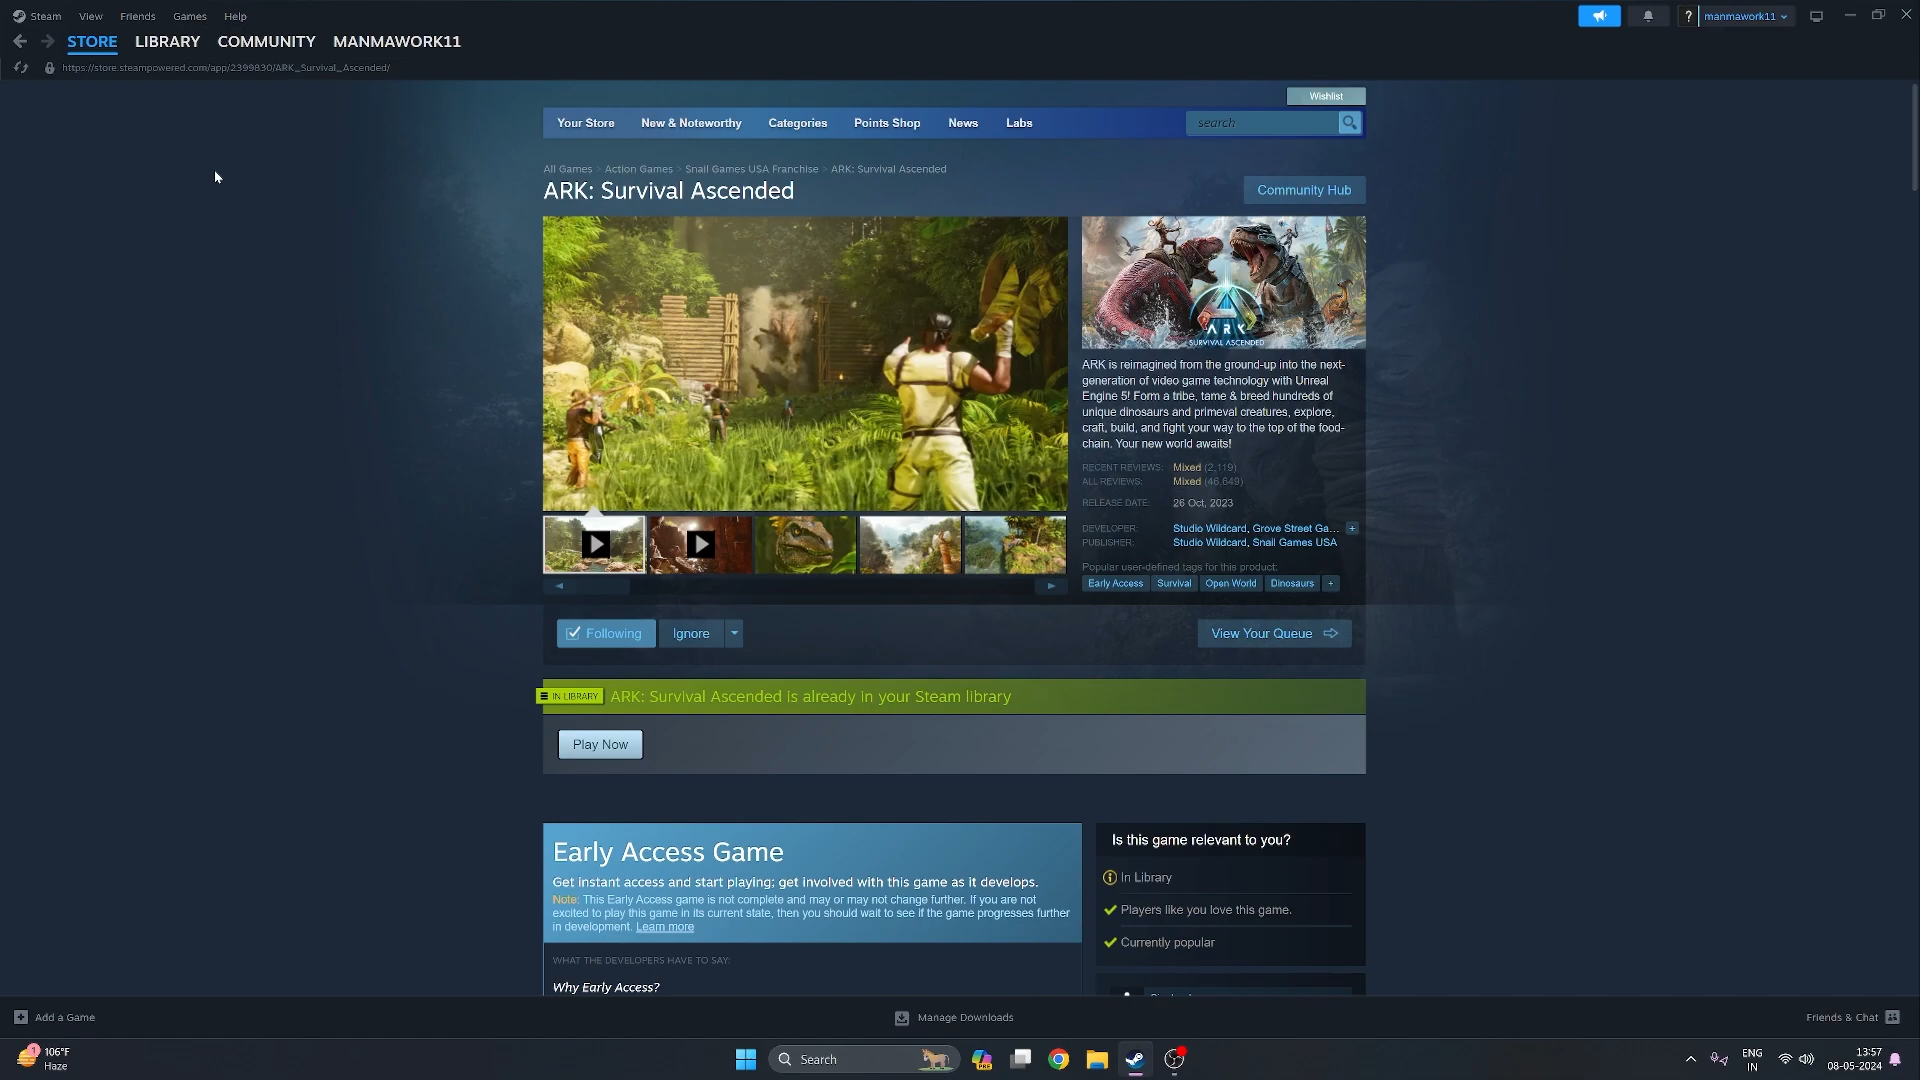 Steam View Friends Games Help
? manmawork11
STORE LIBRARY COMMUNITY MANMAWORK11
https://store.steampowered.com/app/2399830/ARK_Survival_Ascended/
Wishlist
Your Store New & Noteworthy Categories Points Shop News Labs search
All Games > Action Games > Snail Games USA Franchise > ARK: Survival Ascended
ARK: Survival Ascended
Community Hub
ARK
SURVIVAL ASCENDED
ARK is reimagined from the ground-up into the next-
generation of video game technology with Unreal
Engine 5! Form a tribe, tame & breed hundreds of
unique dinosaurs and primeval creatures, explore,
craft, build, and fight your way to the top of the food-
chain. Your new world awaits!
RECENT REVIEWS: Mixed (2,119)
ALL REVIEWS: Mixed (46,649)
RELEASE DATE: 26 Oct, 2023
DEVELOPER: Studio Wildcard, Grove Street Ga... +
PUBLISHER: Studio Wildcard, Snail Games USA
Popular user-defined tags for this product:
Early Access Survival Open World Dinosaurs +
Following Ignore
View Your Queue
IN LIBRARY ARK: Survival Ascended is already in your Steam library
Play Now
Early Access Game
Get instant access and start playing; get involved with this game as it develops.
Note: This Early Access game is not complete and may or may not change further. If you are not
excited to play this game in its current state, then you should wait to see if the game progresses further
in development. Learn more
WHAT THE DEVELOPERS HAVE TO SAY:
Why Early Access?
Is this game relevant to you?
In Library
Players like you love this game.
Currently popular
Add a Game
Manage Downloads
Friends & Chat
1
106°F
Haze
Search
PRE
ENG
IN
13:57
08-05-2024